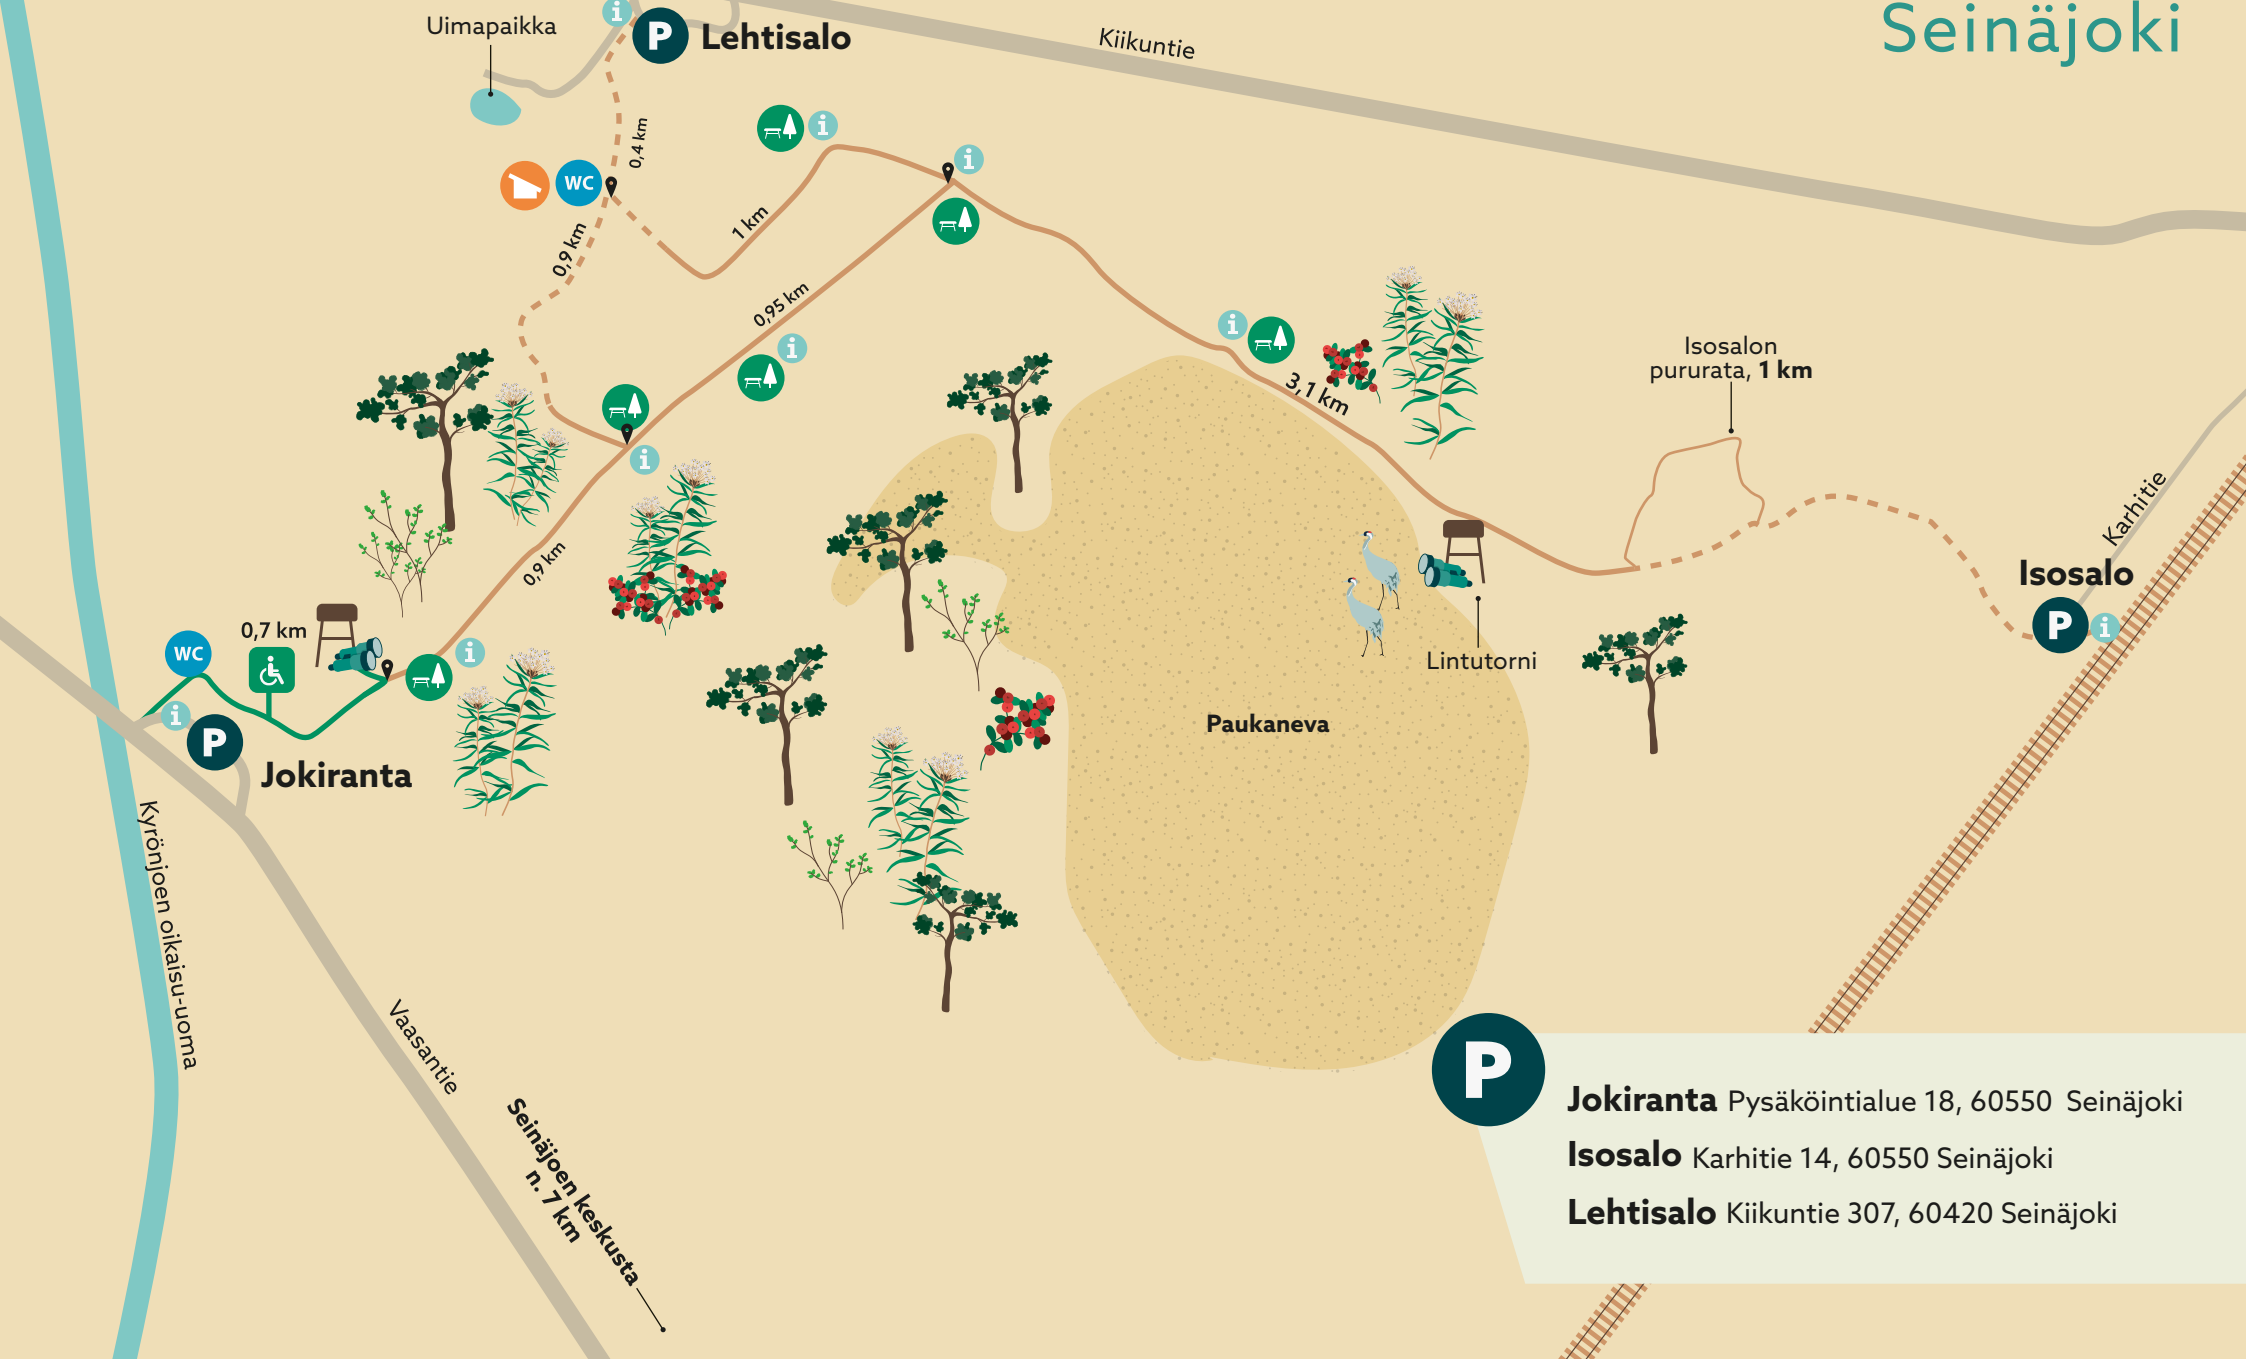 Seinäjoki
Uimapaikka
P
Lehtisalo
i
Kiikuntie
0,4 km
i
i
WC
1 km
0,9 km
0,95 km
i
i
3,1 km
Isosalon
pururata, 1 km
i
Karhitie
0,9 km
Isosalo
P
i
0,7 km
WC
i
i
P
Jokiranta
Lintutorni
Paukaneva
Kyrönjoen oikaisu-uoma
Vaasantie
Seinäjoen keskusta
n. 7 km
P
Jokiranta Pysäköintialue 18, 60550 Seinäjoki
Isosalo Karhitie 14, 60550 Seinäjoki
Lehtisalo Kiikuntie 307, 60420 Seinäjoki